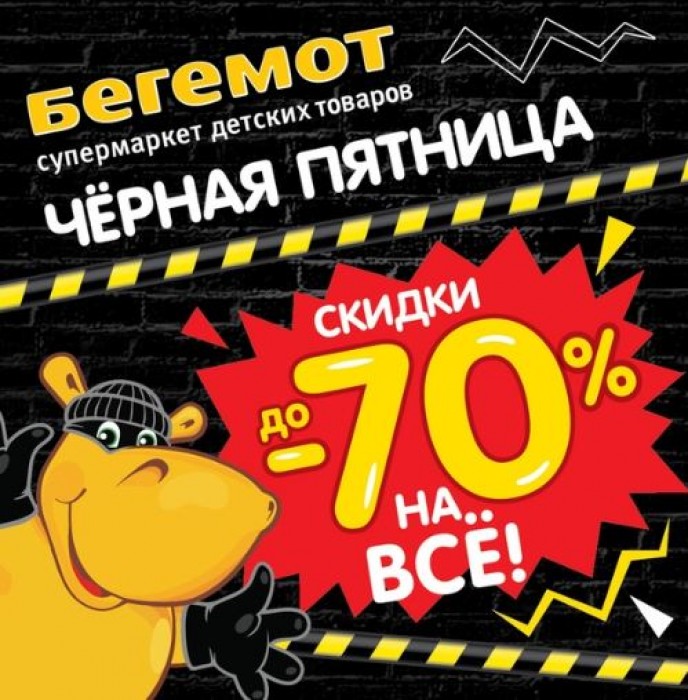 Бегемот
супермаркет детских товаров
ЧЁРНАЯ ПЯТНИЦА
СКИДКИ
до -70%
НА
ВСЁ!